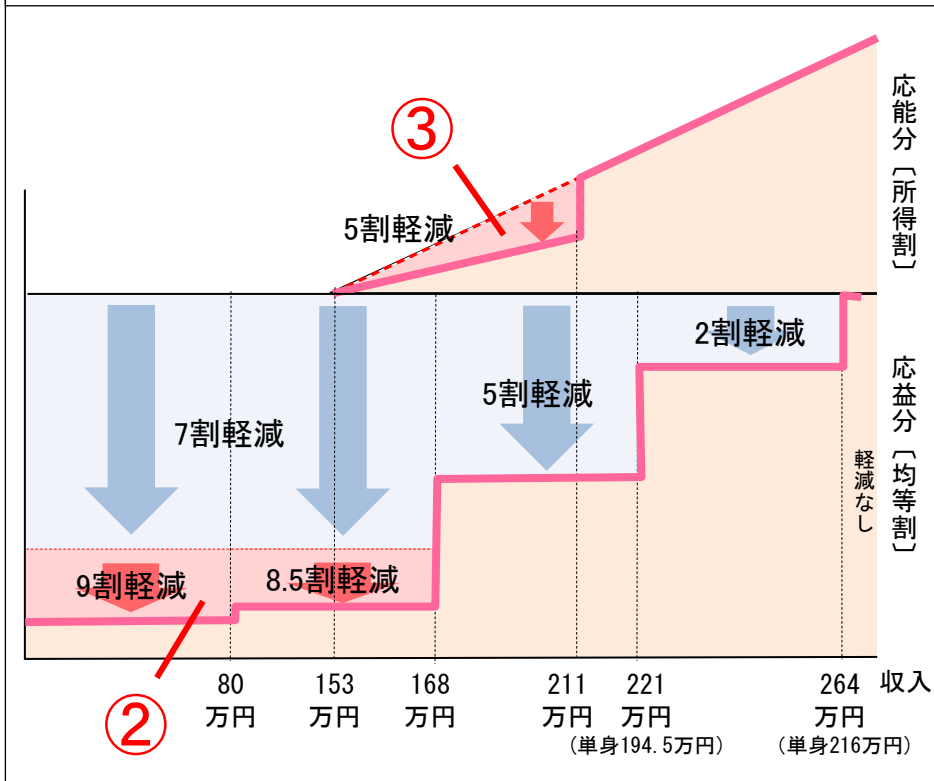 ③
5割軽減
応能分〔所得割〕
2割軽減
5割軽減
7割軽減
応益分〔均等割〕
軽減なし
9割軽減
8.5割軽減
②
80
万円
153
万円
168
万円
211
万円
221
万円
(単身194.5万円)
264
万円
(単身216万円)
収入